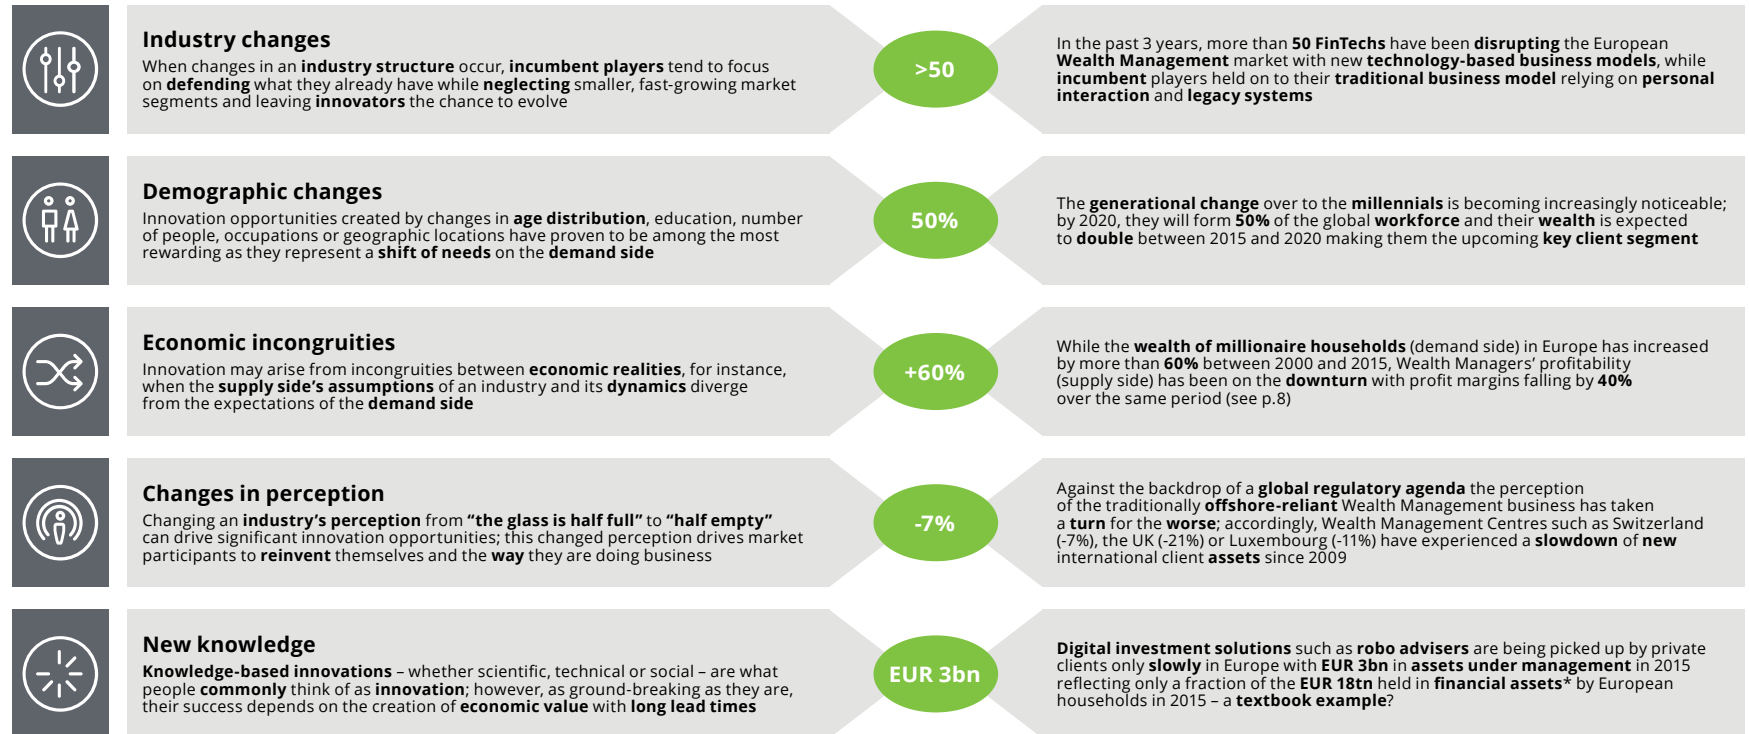 Industry changes
When changes in an industry structure occur, incumbent players tend to focus
on defending what they already have while neglecting smaller, fast-growing market
segments and leaving innovators the chance to evolve
>50
In the past 3 years, more than 50 FinTechs have been disrupting the European
Wealth Management market with new technology-based business models, while
incumbent players held on to their traditional business model relying on personal
interaction and legacy systems
Demographic changes
Innovation opportunities created by changes in age distribution, education, number
of people, occupations or geographic locations have proven to be among the most
rewarding as they represent a shift of needs on the demand side
50%
The generational change over to the millennials is becoming increasingly noticeable;
by 2020, they will form 50% of the global workforce and their wealth is expected
to double between 2015 and 2020 making them the upcoming key client segment
Economic incongruities
Innovation may arise from incongruities between economic realities, for instance,
when the supply side's assumptions of an industry and its dynamics diverge
from the expectations of the demand side
+60%
While the wealth of millionaire households (demand side) in Europe has increased
by more than 60% between 2000 and 2015, Wealth Managers' profitability
(supply side) has been on the downturn with profit margins falling by 40%
over the same period (see p.8)
Changes in perception
Changing an industry's perception from “the glass is half full” to “half empty”
can drive significant innovation opportunities; this changed perception drives market
participants to reinvent themselves and the way they are doing business
-7%
Against the backdrop of a global regulatory agenda the perception
of the traditionally offshore-reliant Wealth Management business has taken
a turn for the worse; accordingly, Wealth Management Centres such as Switzerland
(-7%), the UK (-21%) or Luxembourg (-11%) have experienced a slowdown of new
international client assets since 2009
New knowledge
Knowledge-based innovations – whether scientific, technical or social – are what
people commonly think of as innovation; however, as ground-breaking as they are,
their success depends on the creation of economic value with long lead times
EUR 3bn
Digital investment solutions such as robo advisers are being picked up by private
clients only slowly in Europe with EUR 3bn in assets under management in 2015
reflecting only a fraction of the EUR 18tn held in financial assets* by European
households in 2015 – a textbook example?